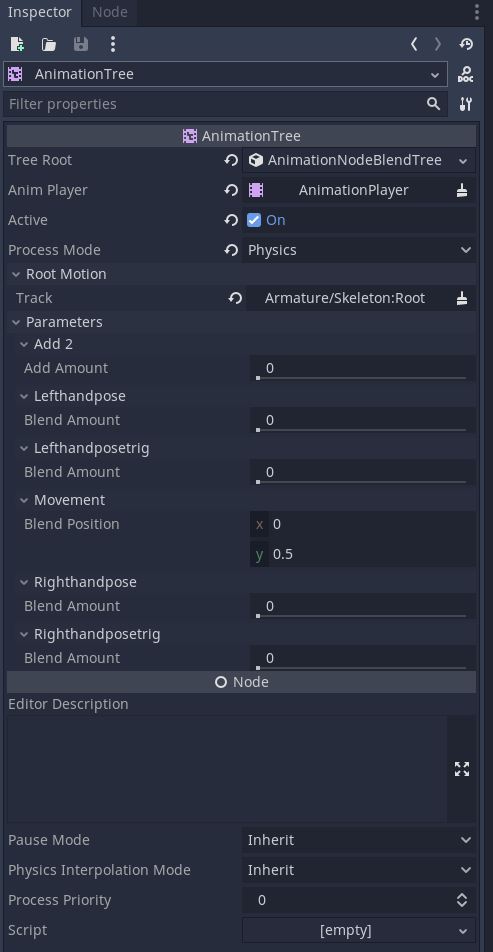 Inspector Node
AnimationTree
Filter properties
AnimationTree
Tree Root AnimationNodeBlendTree
Anim Player AnimationPlayer
Active On
Process Mode Physics
Root Motion
Track Armature/Skeleton:Root
Parameters
Add 2
Add Amount 0
Lefthandpose
Blend Amount 0
Lefthandposetrig
Blend Amount 0
Movement
Blend Position x 0
y 0.5
Righthandpose
Blend Amount 0
Righthandposetrig
Blend Amount 0
Node
Editor Description
Pause Mode Inherit
Physics Interpolation Mode Inherit
Process Priority 0
Script [empty]